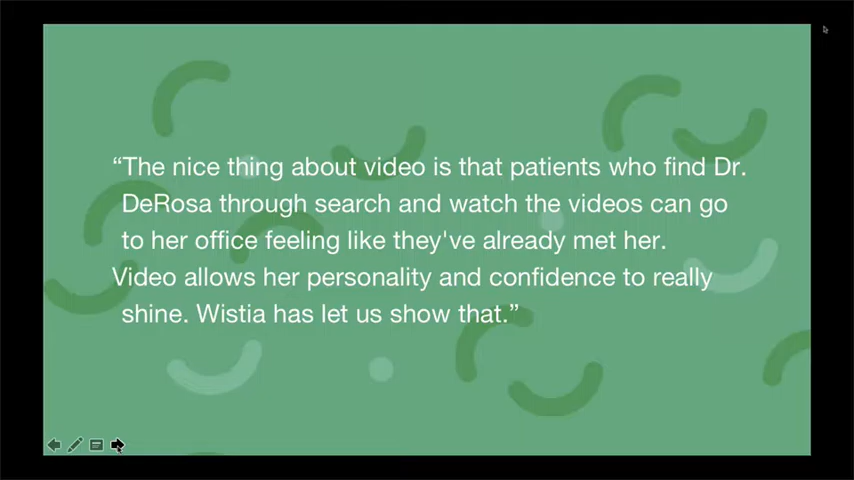 “The nice thing about video is that patients who find Dr.
DeRosa through search and watch the videos can go
to her office feeling like they've already met her.
Video allows her personality and confidence to really
shine. Wistia has let us show that.”